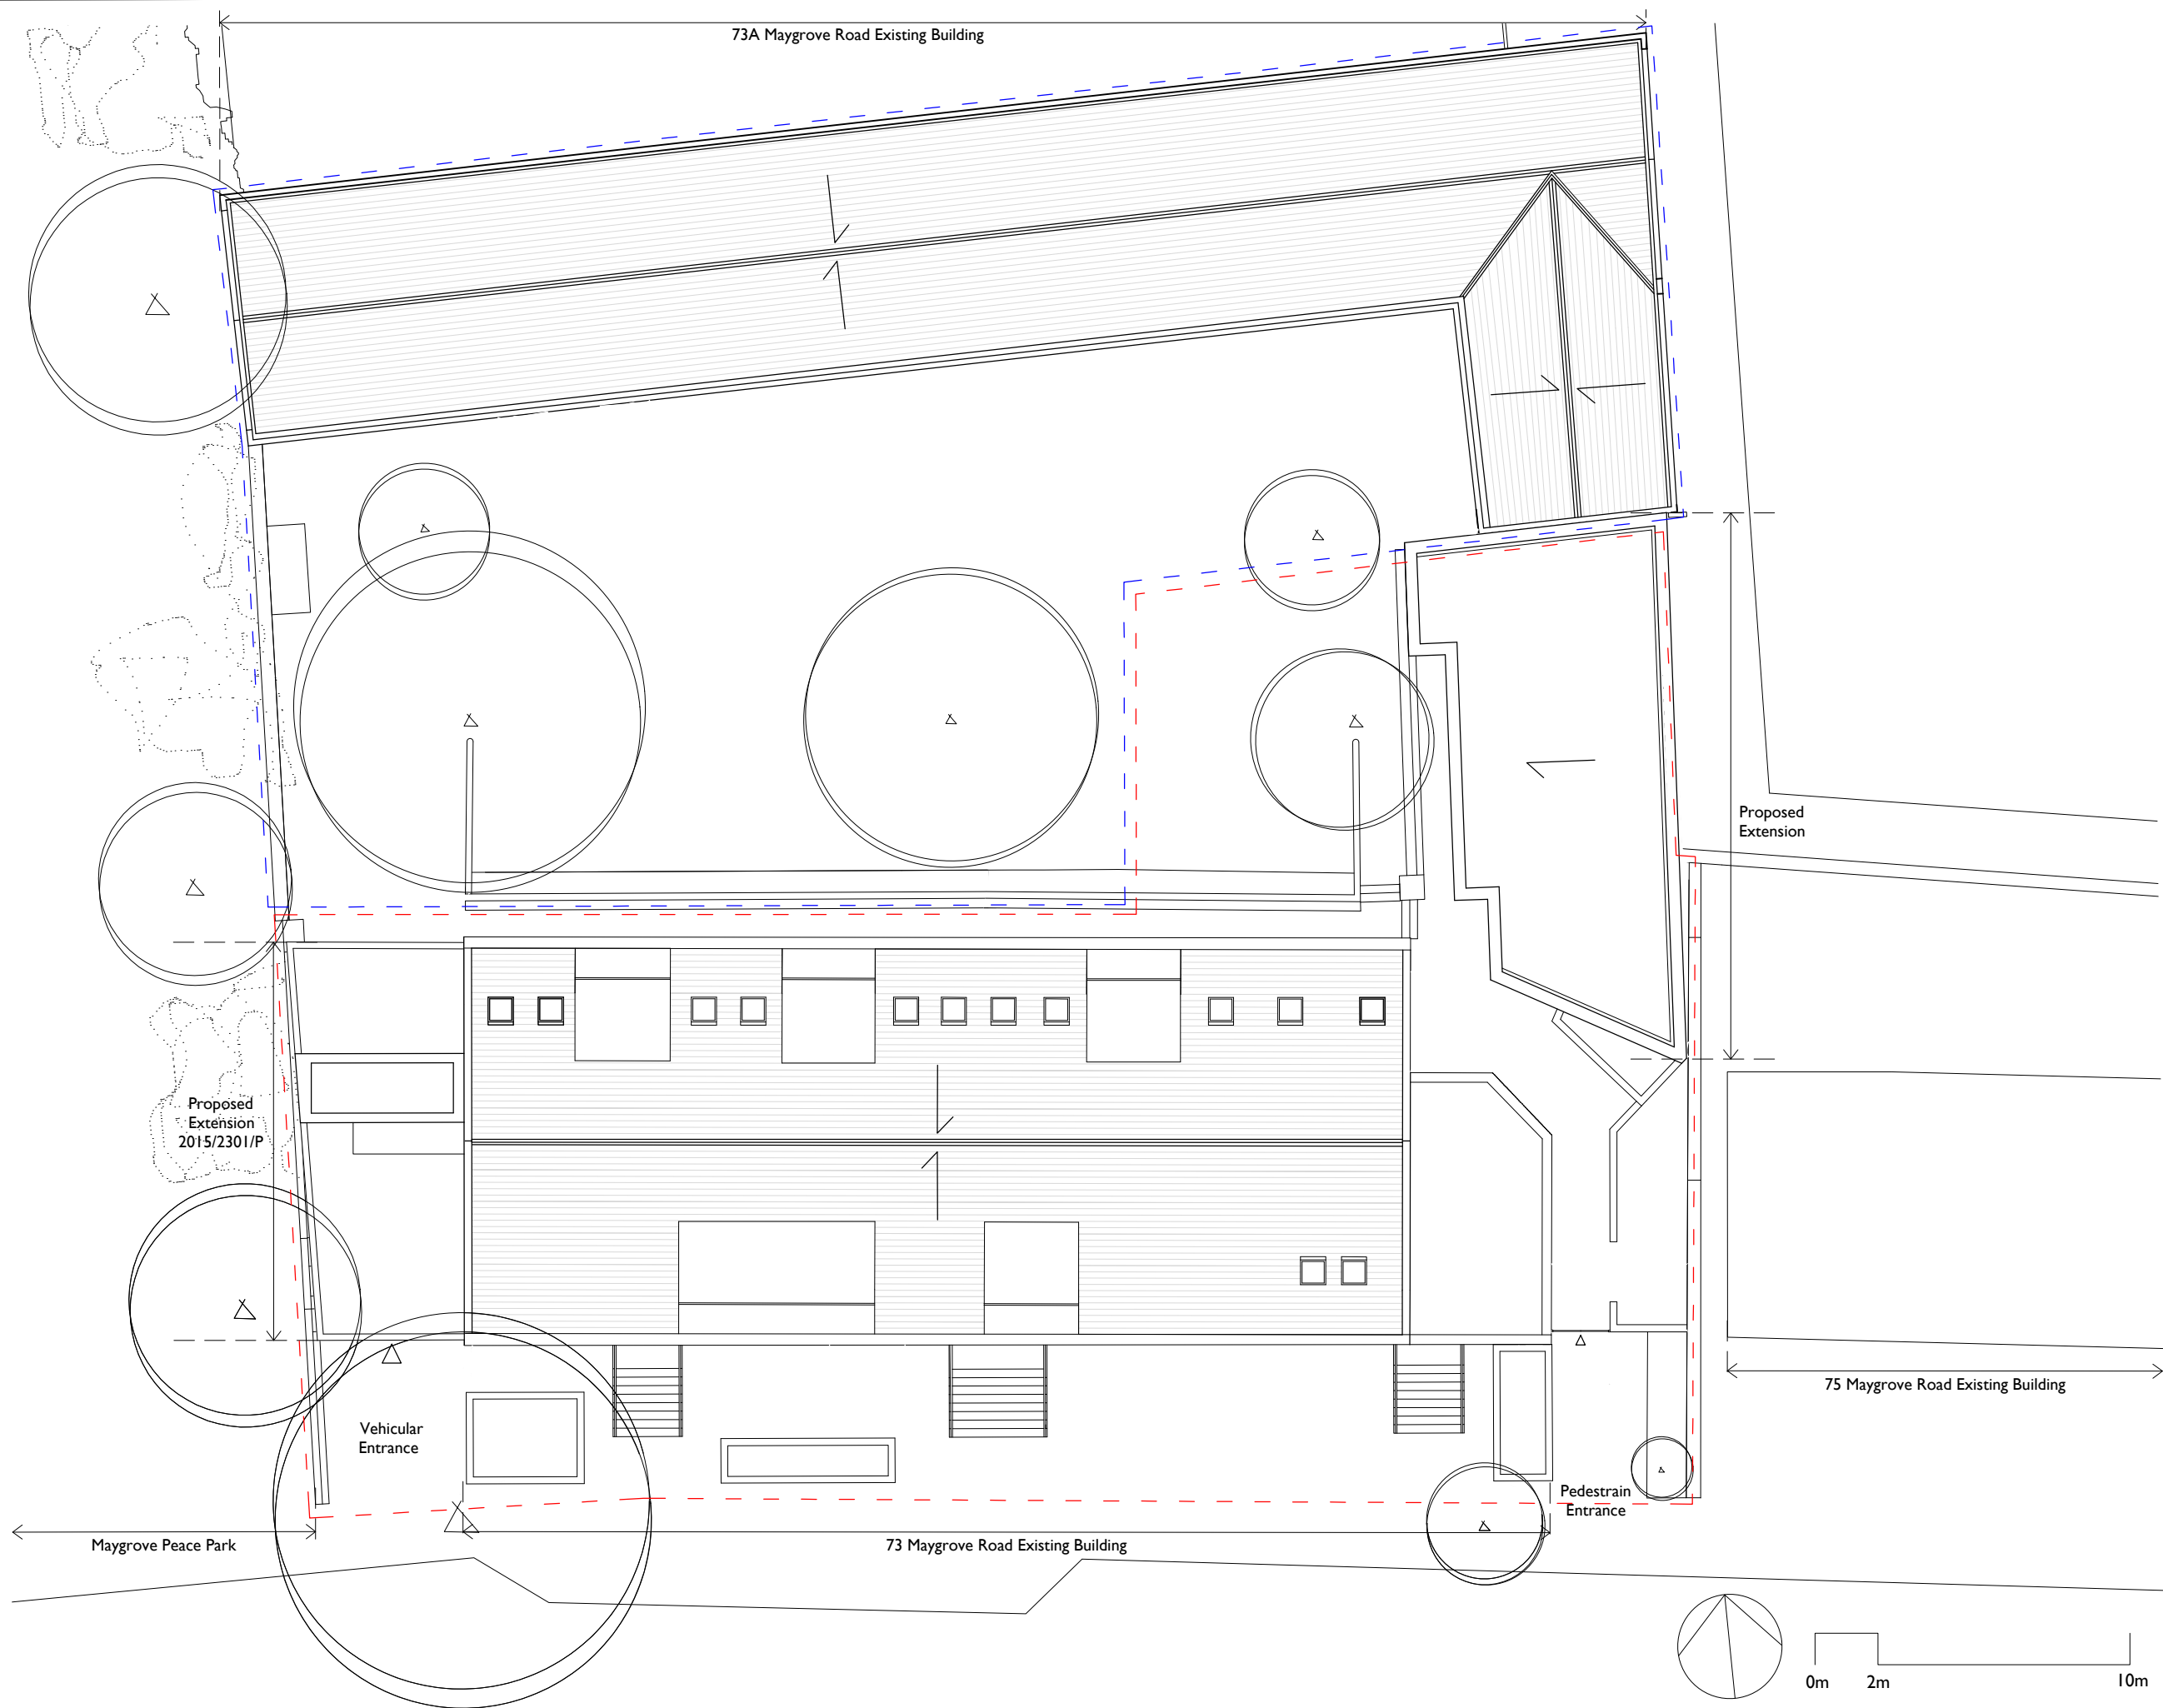 73A Maygrove Road Existing Building
Proposed
Extension
Proposed
Extension
2015/2301/P
75 Maygrove Road Existing Building
Vehicular
Entrance
Pedestrain
Entrance
Maygrove Peace Park
73 Maygrove Road Existing Building
0m
2m
10m